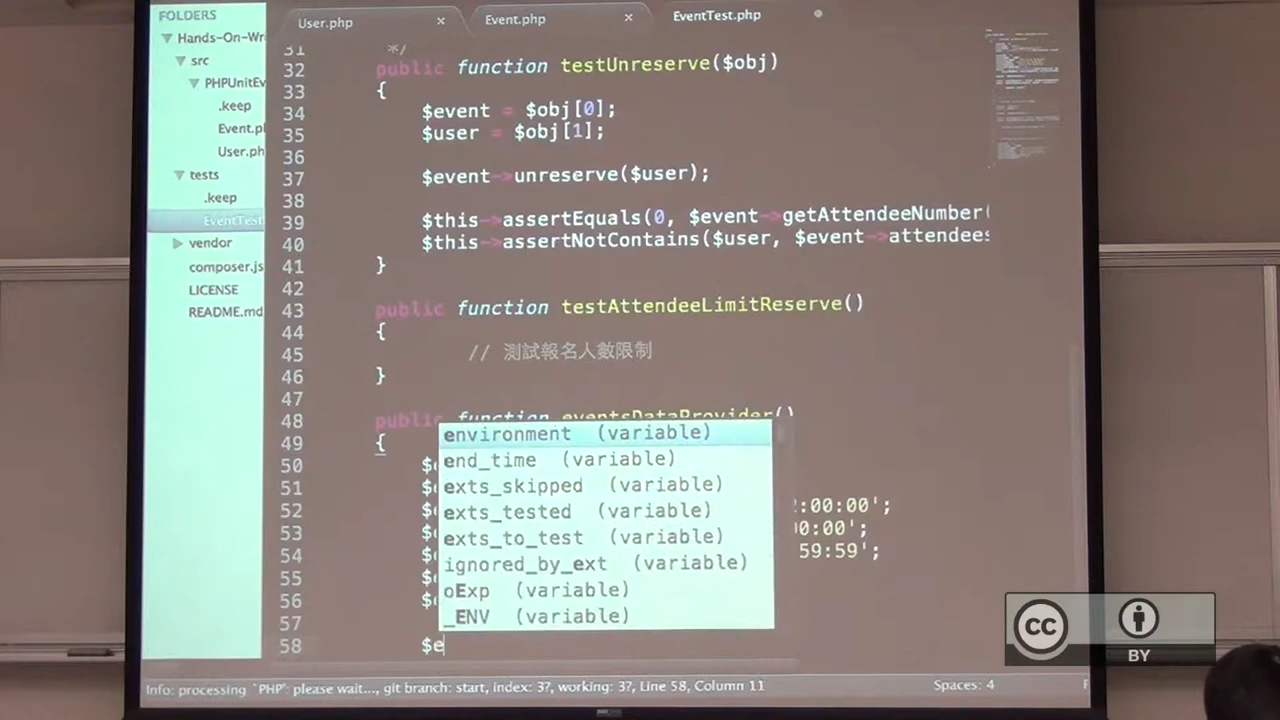 FOLDERS
Hands-On-Wri
src
PHPUnitEv
.keep
Event.ph
User.ph
tests
.keep
EventTest
vendor
composer.js
LICENSE
README.md
User.php ×
Event.php ×
EventTest.php
31 */
32 public function testUnreserve($obj)
33 {
34 $event = $obj[0];
35 $user = $obj[1];
36
37 $event->unreserve($user);
38
39 $this->assertEquals(0, $event->getAttendeeNumber(
40 $this->assertNotContains($user, $event->attendees
41 }
42
43 public function testAttendeeLimitReserve()
44 {
45 // 測試報名人數限制
46 }
47
48 public function eventsDataProvider()
49 {
50 $e
51 $e
52 $e :00:00';
53 $e 0:00';
54 $e 59:59';
55 $e
56 $e
57
58 $e
environment (variable)
end_time (variable)
exts_skipped (variable)
exts_tested (variable)
exts_to_test (variable)
ignored_by_ext (variable)
oExp (variable)
_ENV (variable)
Info: processing `PHP`: please wait..., git branch: start, index: 3?, working: 3?, Line 58, Column 11
Spaces: 4
CC
BY